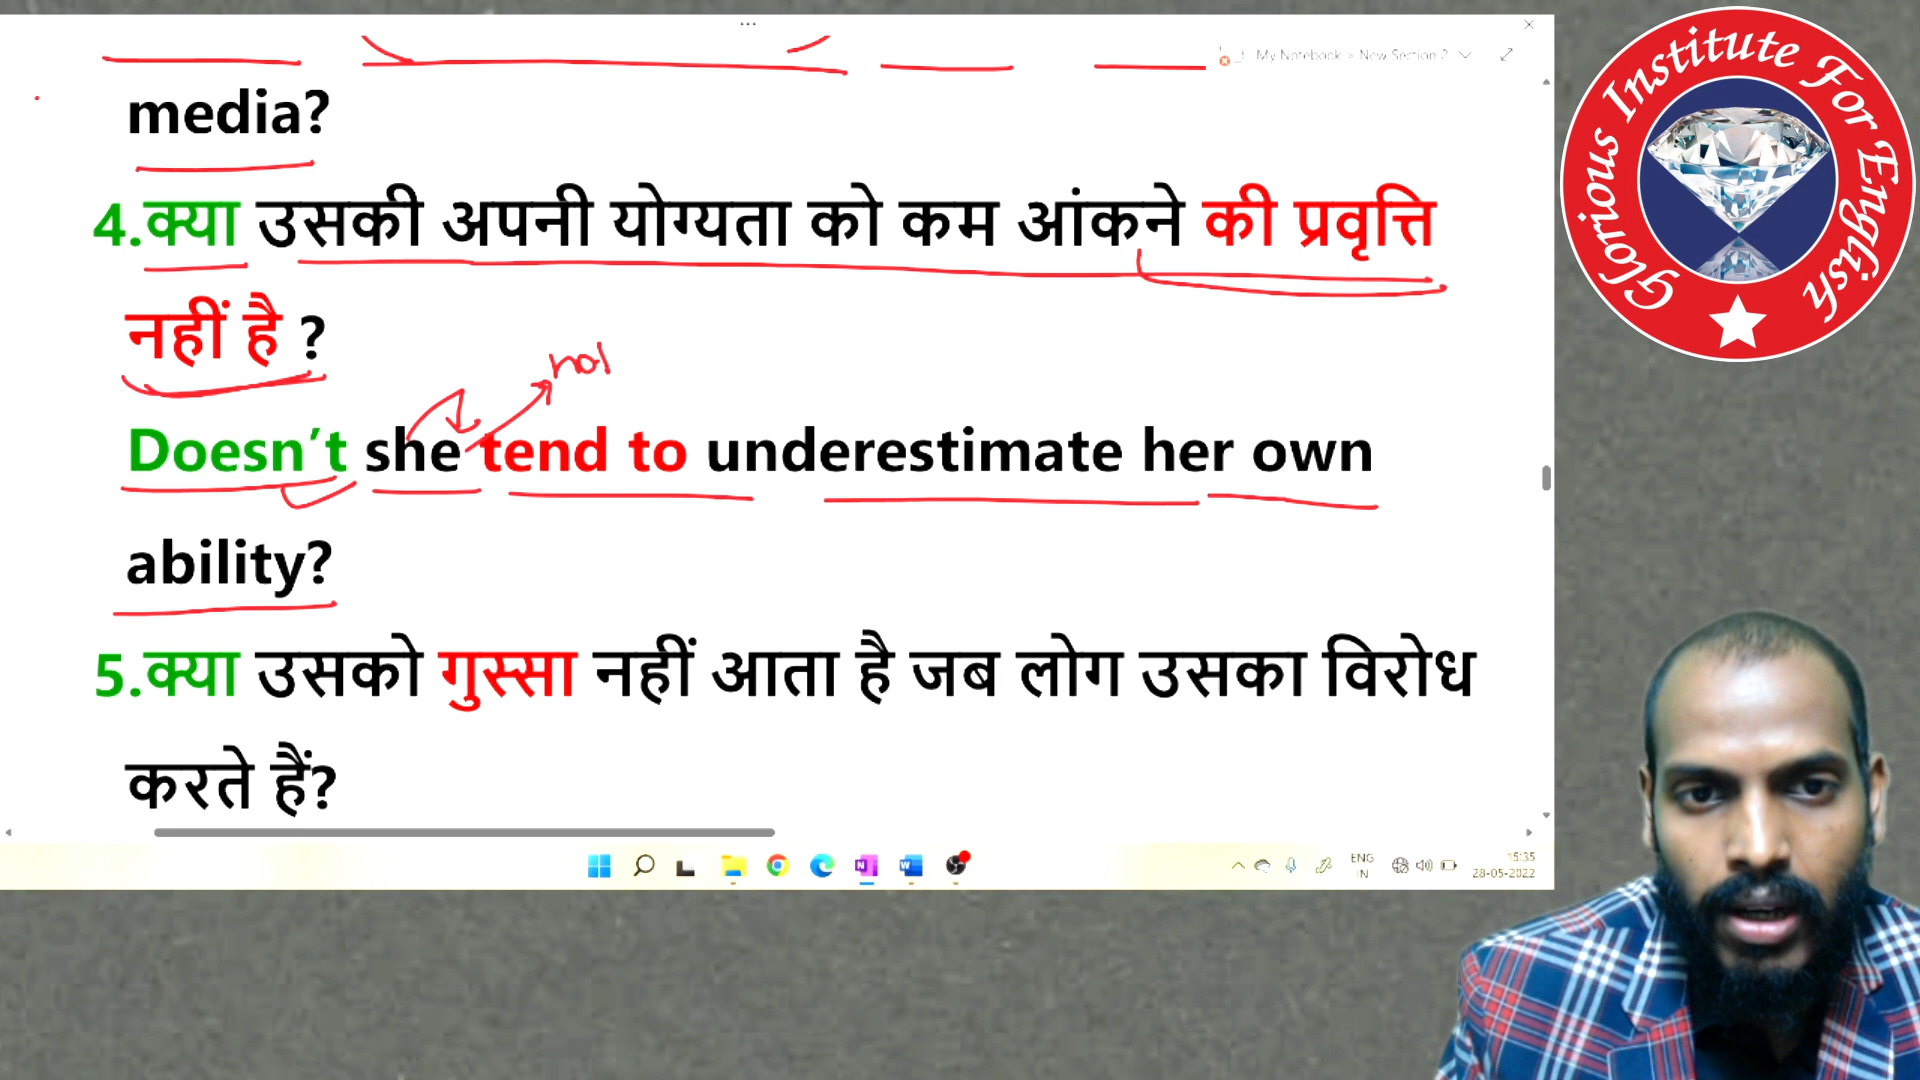 My Notebook > New Section 2
media?
4.क्या उसकी अपनी योग्यता को कम आंकने की प्रवृत्ति
नहीं है ?
not
Doesn't she tend to underestimate her own
ability?
5.क्या उसको गुस्सा नहीं आता है जब लोग उसका विरोध
करते हैं?
ENG
IN
15:35
28-05-2022
Glorious Institute For English